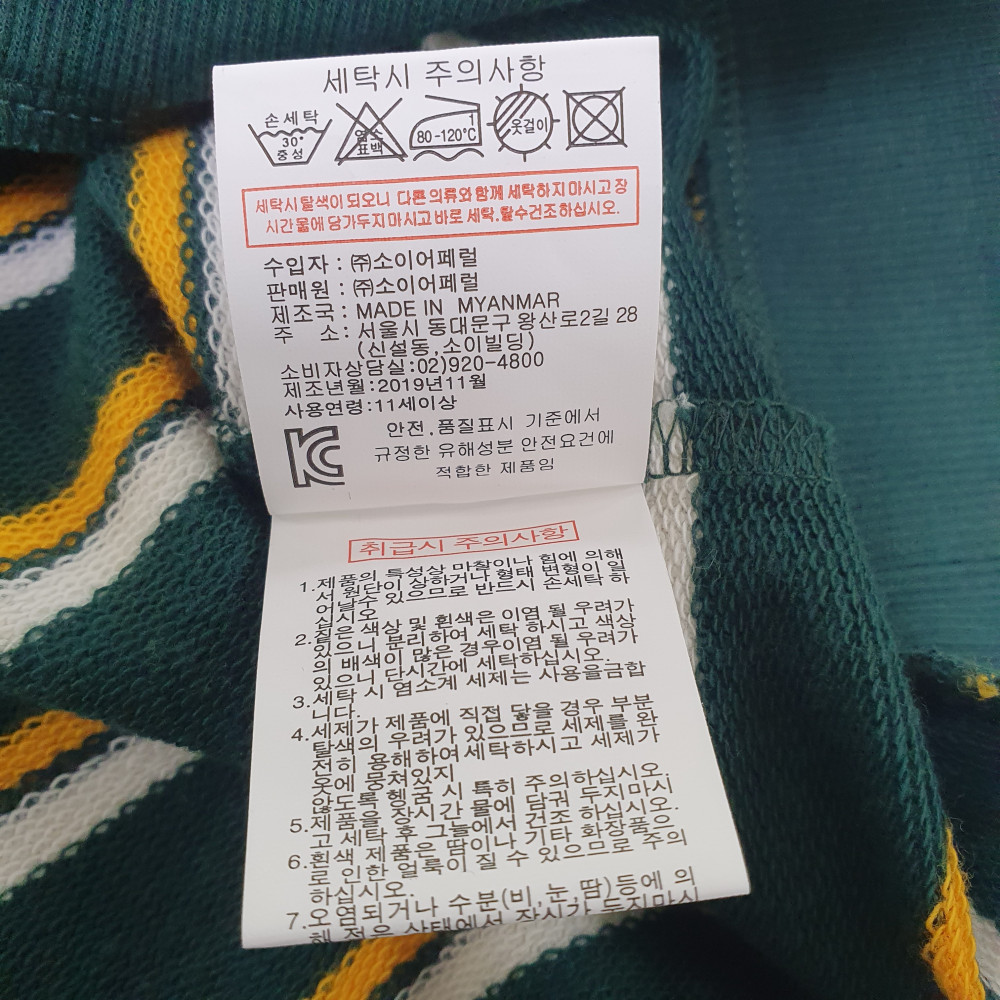 세탁시 주의사항
손세탁
30°
중성
염소
표백
1
80-120°C
옷걸이
세탁시 탈색이 되오니 다른 의류와 함께 세탁하지 마시고 장
시간 물에 당가두지 마시고 바로 세탁.탈수건조 하십시오.
수입자 : ㈜소이어페럴
판매원 : ㈜소이어페럴
제조국 : MADE IN MYANMAR
주 소 : 서울시 동대문구 왕산로2길 28
(신설동,소이빌딩)
소비자상담실:02)920-4800
제조년월:2019년11월
사용연령:11세이상
안전.품질표시 기준에서
규정한 유해성분 안전요건에
적합한 제품임
취급시 주의사항
1.제품의 특성상 마찰이나 힘에 의해
서 원단이 상하거나 형태 변형이 일
어날수 있으므로 반드시 손세탁 하
십시오.
2.짙은 색상 및 흰색은 이염 될 우려가
있으니 분리하여 세탁 하시고 색상
의 배색이 많은 경우이염 될 우려가
있으니 단시간에 세탁하십시오.
3.세탁 시 염소계 세제는 사용을금합
니다.
4.세제가 제품에 직접 닿을 경우 부분
탈색의 우려가 있으므로 세제를 완
전히 용해하여세탁하시고 세제가
옷에 뭉쳐있지
않도록 헹굼 시 특히 주의하십시오.
5.제품을 장시간 물에 담궈 두지마시
고 세탁 후 그늘에서 건조 하십시오.
6.흰색 제품은 땀이나 기타 화장품으
로 인한 얼룩이 질 수 있으므로 주의
하십시오.
7.오염되거나 수분(비,눈 땀)등에 의
해 젖은 상태에서 장시간 두지마시